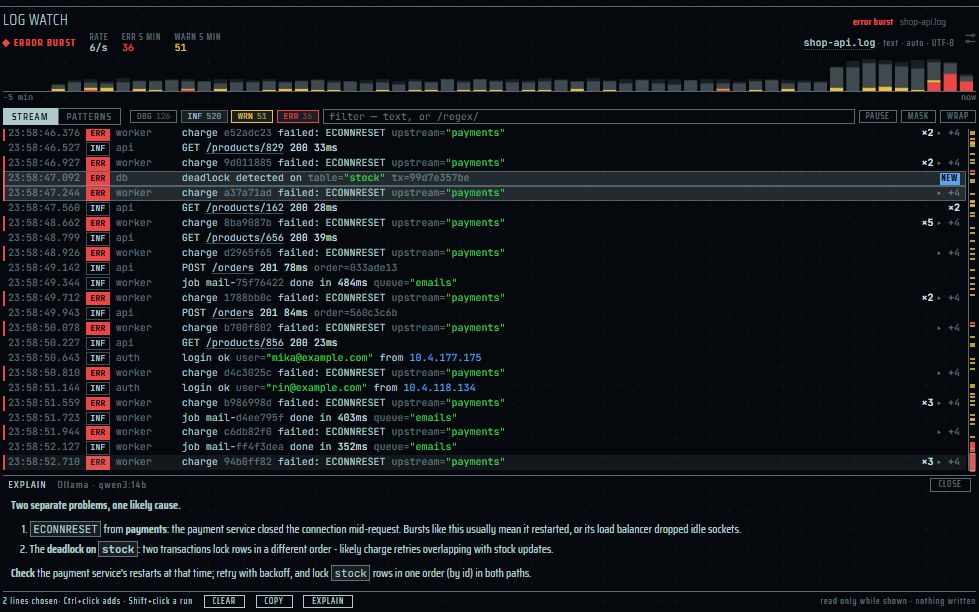 LOG WATCH
error burst shop-api.log
◆ ERROR BURST
RATE
6/s
ERR 5 MIN
36
WARN 5 MIN
51
shop-api.log · text · auto · UTF-8
-5 min
now
STREAM PATTERNS DBG 126 INF 520 WRN 51 ERR 36 filter — text, or /regex/ PAUSE MASK WRAP
23:58:46.376 ERR worker charge e52adc23 failed: ECONNRESET upstream="payments" ×2 ▸ +4
23:58:46.527 INF api GET /products/629 200 33ms
23:58:46.927 ERR worker charge 9d011885 failed: ECONNRESET upstream="payments" ×2 ▸ +4
23:58:47.092 ERR db deadlock detected on table="stock" tx=99d7e357be NEW
23:58:47.244 ERR worker charge a37a71ad failed: ECONNRESET upstream="payments" ▸ +4
23:58:47.560 INF api GET /products/162 200 28ms ×2
23:58:48.662 ERR worker charge 8ba9087b failed: ECONNRESET upstream="payments" ×5 ▸ +4
23:58:48.799 INF api GET /products/656 200 39ms
23:58:48.926 ERR worker charge d2965f65 failed: ECONNRESET upstream="payments" ▸ +4
23:58:49.142 INF api POST /orders 201 78ms order=033ade13
23:58:49.344 INF worker job mail-75f76422 done in 484ms queue="emails"
23:58:49.712 ERR worker charge 1788bb0c failed: ECONNRESET upstream="payments" ×2 ▸ +4
23:58:49.943 INF api POST /orders 201 84ms order=560c3c6b
23:58:50.078 ERR worker charge b700f802 failed: ECONNRESET upstream="payments" ▸ +4
23:58:50.227 INF api GET /products/856 200 23ms
23:58:50.643 INF auth login ok user="mika@example.com" from 10.4.177.175
23:58:50.810 ERR worker charge d4c3025c failed: ECONNRESET upstream="payments" ▸ +4
23:58:51.144 INF auth login ok user="rin@example.com" from 10.4.118.134
23:58:51.559 ERR worker charge b986998d failed: ECONNRESET upstream="payments" ×3 ▸ +4
23:58:51.723 INF worker job mail-d4ee795f done in 403ms queue="emails"
23:58:51.944 ERR worker charge c6db82f0 failed: ECONNRESET upstream="payments" ▸ +4
23:58:52.127 INF worker job mail-ff4f3dea done in 352ms queue="emails"
23:58:52.710 ERR worker charge 94b0ff82 failed: ECONNRESET upstream="payments" ×3 ▸ +4
EXPLAIN Ollama · qwen3:14b CLOSE
Two separate problems, one likely cause.
1. ECONNRESET from payments: the payment service closed the connection mid-request. Bursts like this usually mean it restarted, or its load balancer dropped idle sockets.
2. The deadlock on stock: two transactions lock rows in a different order - likely charge retries overlapping with stock updates.
Check the payment service's restarts at that time; retry with backoff, and lock stock rows in one order (by id) in both paths.
2 lines chosen· Ctrl+click adds · Shift+click a run CLEAR COPY EXPLAIN read only while shown · nothing written